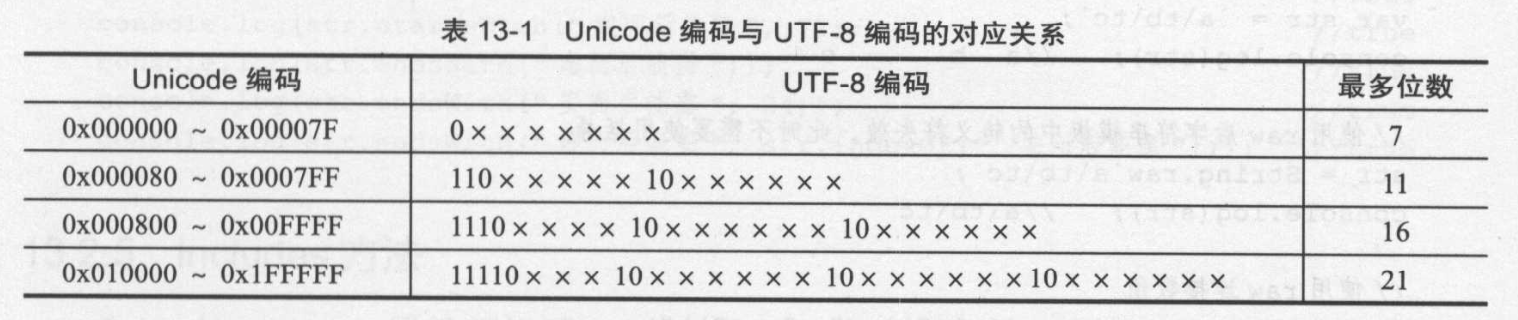 表 13-1 Unicode 编码与 UTF-8 编码的对应关系
Unicode 编码 UTF-8 编码 最多位数
0x000000 ~ 0x00007F 0××××××× 7
0x000080 ~ 0x0007FF 110××××× 10×××××× 11
0x000800 ~ 0x00FFFF 1110×××× 10×××××× 10×××××× 16
0x010000 ~ 0x1FFFFF 11110××× 10×××××× 10×××××× 10×××××× 21